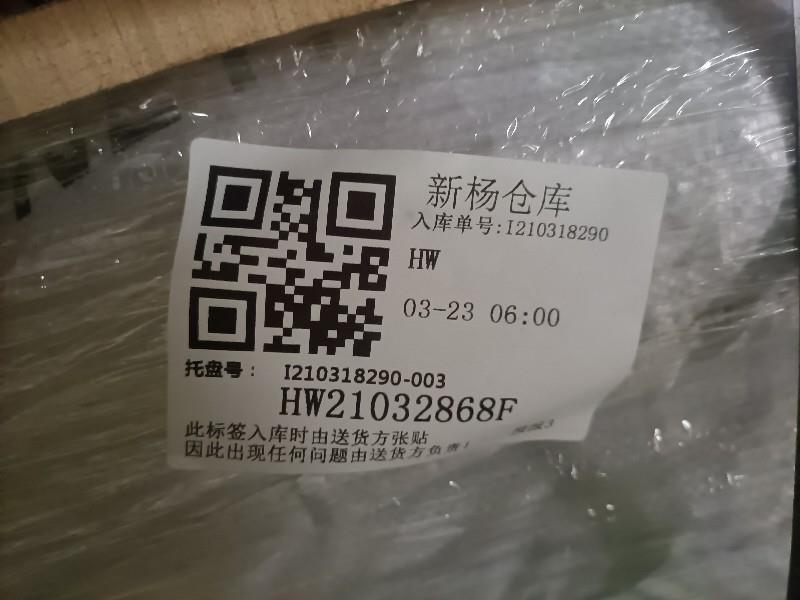 新杨仓库
入库单号:I210318290
HW
03-23 06:00
托盘号： I210318290-003
HW21032868F
此标签入库时由送货方张贴
因此出现任何问题由送货方负责！